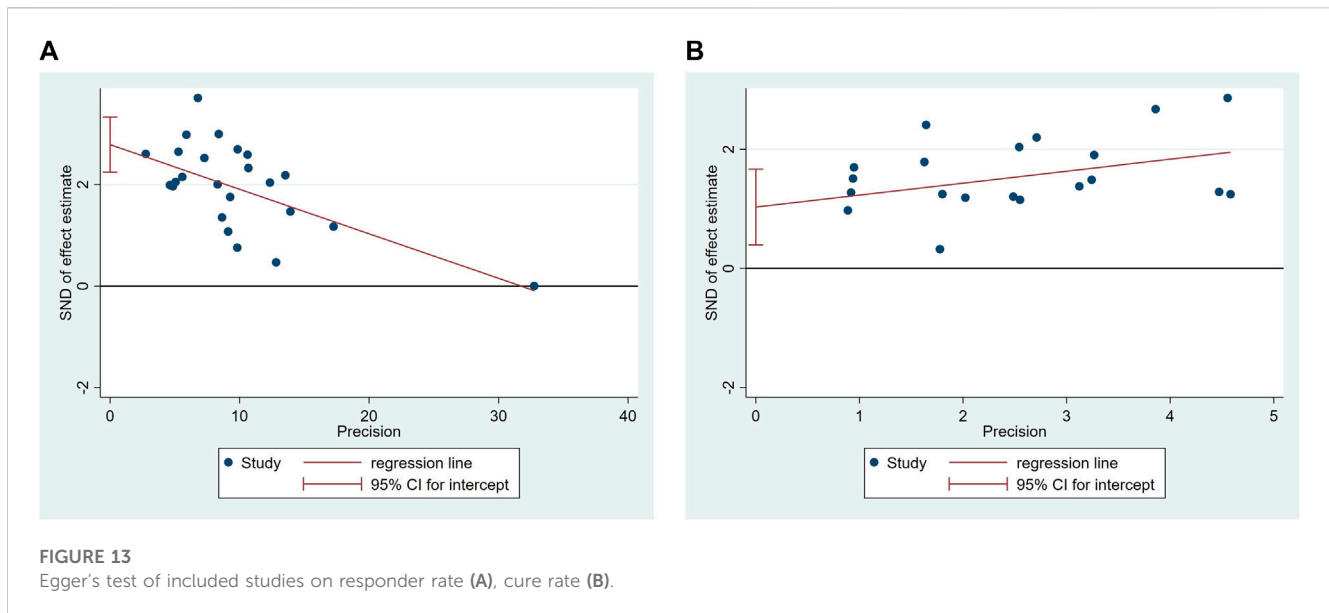 A
SND of effect estimate
2
0
-2
0
10
20
30
40
Precision
Study
regression line
95% CI for intercept
B
SND of effect estimate
2
0
-2
0
1
2
3
4
5
Precision
Study
regression line
95% CI for intercept
FIGURE 13
Egger's test of included studies on responder rate (A), cure rate (B).